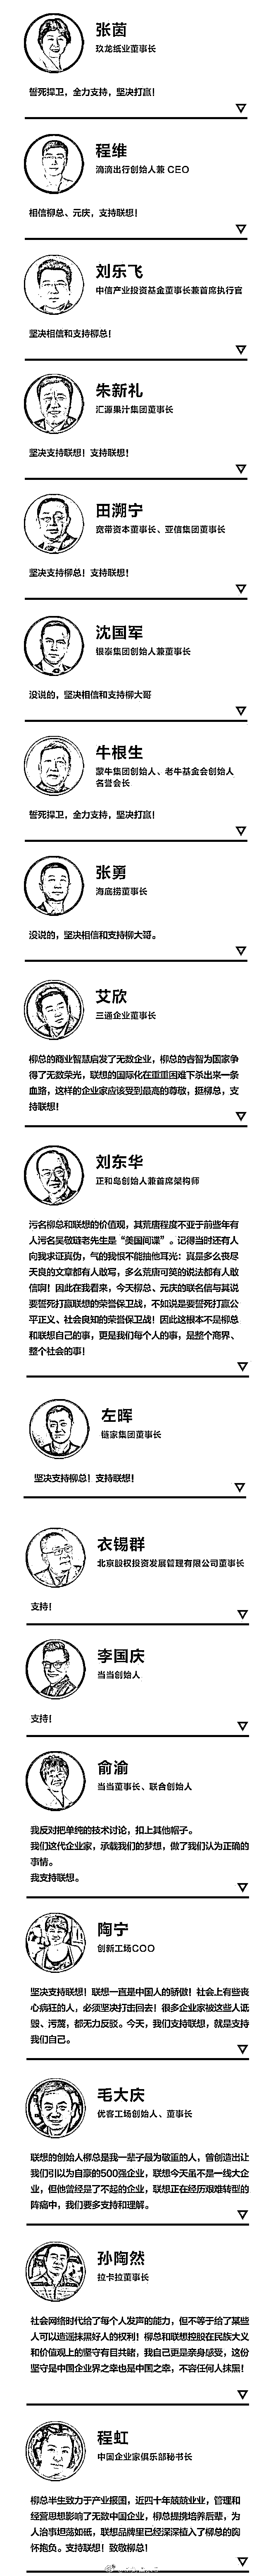 张茵
玖龙纸业董事长
誓死捍卫，全力支持，坚决打赢！
程维
滴滴出行创始人兼 CEO
相信柳总、元庆，支持联想！
刘乐飞
中信产业投资基金董事长兼首席执行官
坚决相信和支持柳总！
朱新礼
汇源果汁集团董事长
坚决支持联想！支持联想！
田溯宁
宽带资本董事长、亚信集团董事长
坚决支持柳总！支持联想！
沈国军
银泰集团创始人兼董事长
没说的，坚决相信和支持柳大哥
牛根生
蒙牛集团创始人、老牛基金会创始人
名誉会长
誓死捍卫，全力支持，坚决打赢！
张勇
海底捞董事长
没说的，坚决相信和支持柳大哥。
艾欣
三通企业董事长
柳总的商业智慧启发了无数企业，柳总的睿智为国家争
得了无数荣光，联想的国际化在重重困难下杀出来一条
血路，这样的企业家应该受到最高的尊敬，挺柳总，支
持联想！
刘东华
正和岛创始人兼首席架构师
污名柳总和联想的价值观，其荒唐程度不亚于前些年有
人污名吴敬琏老先生是“美国间谍”。记得当时还有人
向我求证真伪，气的我恨不能抽他耳光：真是多么丧尽
天良的文章都有人敢写，多么荒唐可英的说法都有人敢
信啊！因此在我看来，今天柳总、元庆的联名信与其说
要誓死打赢联想的荣誉保卫战，不如说是要誓死打赢公
平正义、社会良知的荣誉保卫战！因此这根本不是柳总
和联想自己的事，更是我们每个人的事，是整个商界、
整个社会的事！
左晖
链家集团董事长
坚决支持柳总！支持联想！
衣锡群
北京股权投资发展管理有限公司董事长
支持！
李国庆
当当创始人
支持！
俞渝
当当董事长、联合创始人
我反对把单纯的技术讨论，扣上其他帽子。
我们这代企业家，承载我们的梦想，做了我们认为正确的
事情。
我支持联想。
陶宁
创新工场COO
坚决支持联想！联想一直是中国人的骄傲！社会上有些丧
心病狂的人，必须坚决打击回去！很多企业家被这些人诋
毁、污蔑，都无力反驳。今天，我们支持联想，就是支持
我们自己。
毛大庆
优客工场创始人、董事长
联想的创始人柳总是我一辈子最为敬重的人，曾创造出让
我们引以为自豪的500强企业，联想今天虽不是一线大企
业，但他曾经是了不起的企业，联想正在经历艰难转型的
阵痛中，我们要多支持和理解。
孙陶然
拉卡拉董事长
社会网络时代给了每个人发声的能力，但不等于给了某些
人可以造谣抹黑好人的权利！柳总和联想控股在民族大义
和价值观上的坚守有目共睹，我自己更是亲身感受，这份
坚守是中国企业界之幸也是中国之幸，不容任何人抹黑！
程虹
中国企业家俱乐部秘书长
柳总半生致力于产业报国，近四十年兢兢业业，管理和
经营思想影响了无数中国企业，柳总提携培养后辈，为
人治事坦荡如砥，联想品牌里已经深深植入了柳总的胸
怀抱负。支持联想！致敬柳总！